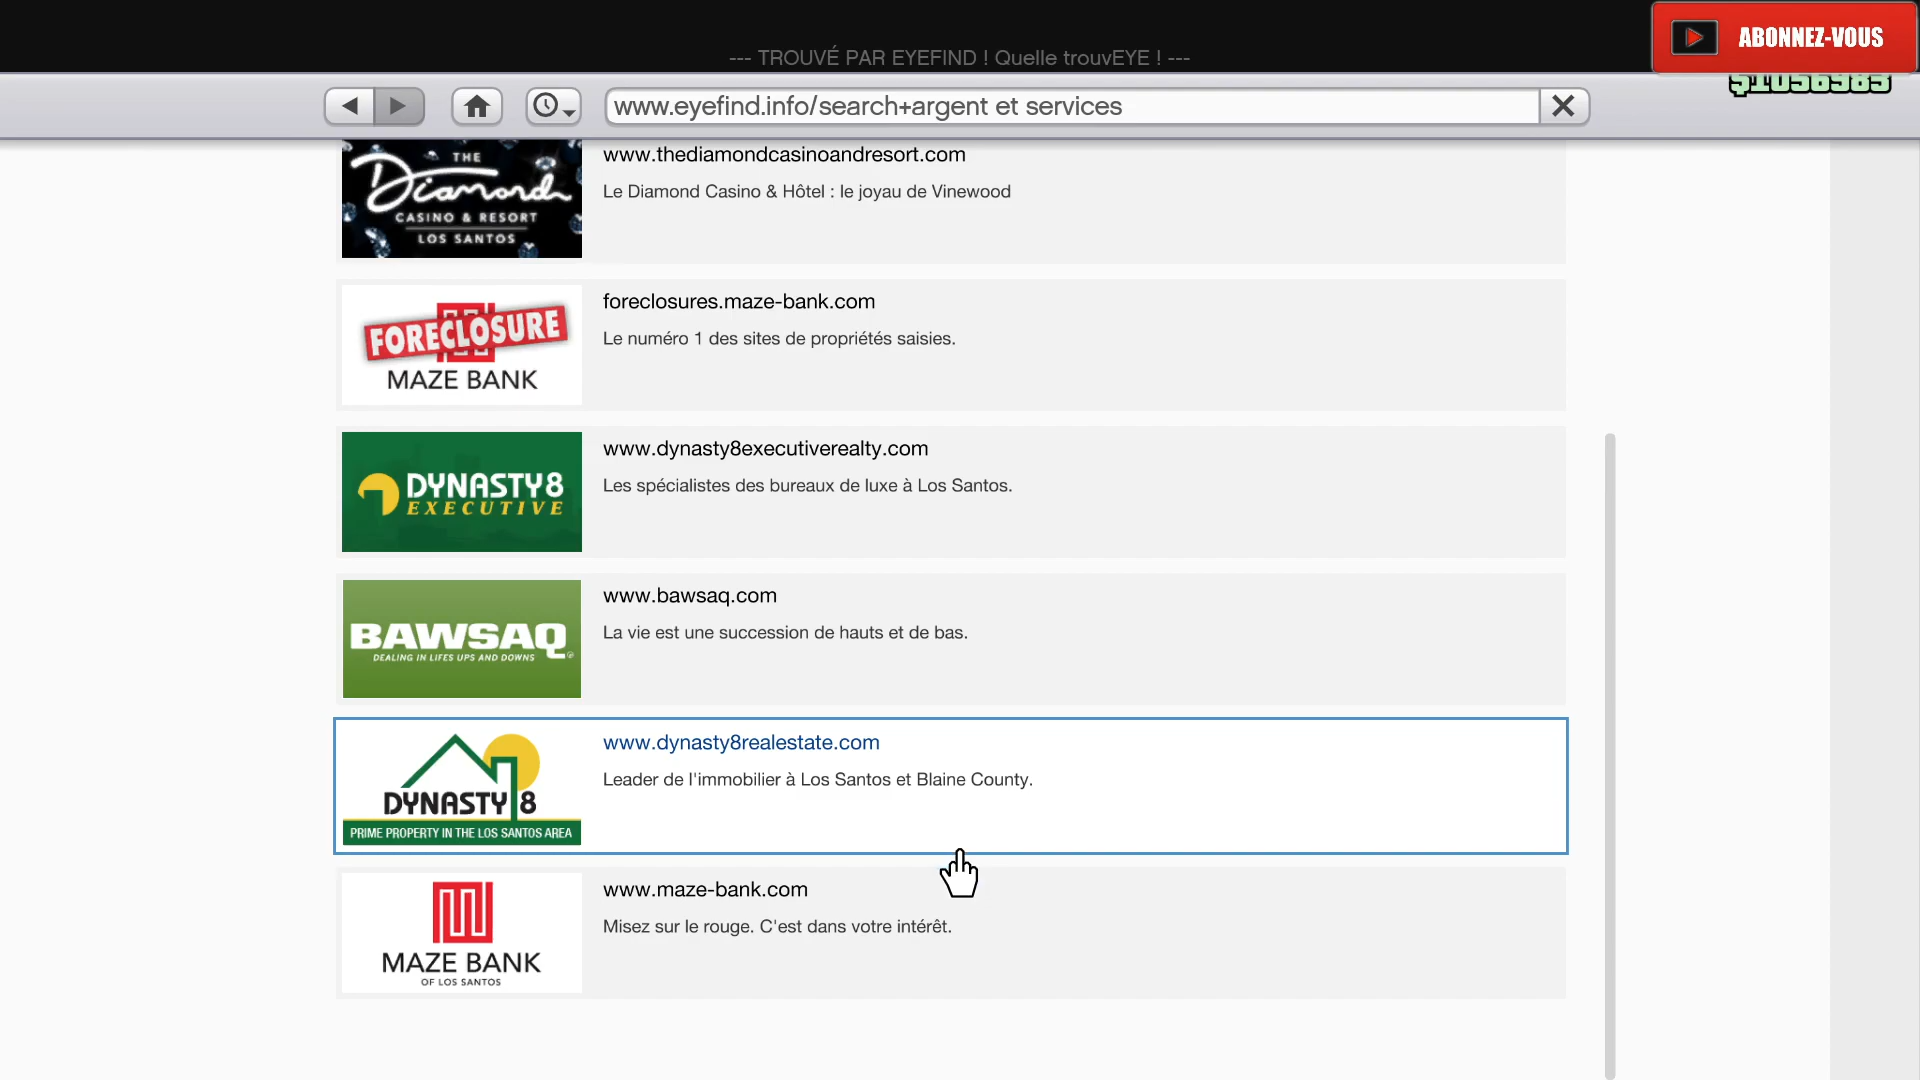 --- TROUVÉ PAR EYEFIND ! Quelle trouvEYE ! ---
ABONNEZ-VOUS
$1056983
www.eyefind.info/search+argent et services
THE
Diamond
CASINO & RESORT
LOS SANTOS
www.thediamondcasinoandresort.com
Le Diamond Casino & Hôtel : le joyau de Vinewood
FORECLOSURE
MAZE BANK
foreclosures.maze-bank.com
Le numéro 1 des sites de propriétés saisies.
DYNASTY8
EXECUTIVE
www.dynasty8executiverealty.com
Les spécialistes des bureaux de luxe à Los Santos.
BAWSAQ
DEALING IN LIFES UPS AND DOWNS
www.bawsaq.com
La vie est une succession de hauts et de bas.
DYNASTY 8
PRIME PROPERTY IN THE LOS SANTOS AREA
www.dynasty8realestate.com
Leader de l'immobilier à Los Santos et Blaine County.
MAZE BANK
OF LOS SANTOS
www.maze-bank.com
Misez sur le rouge. C'est dans votre intérêt.